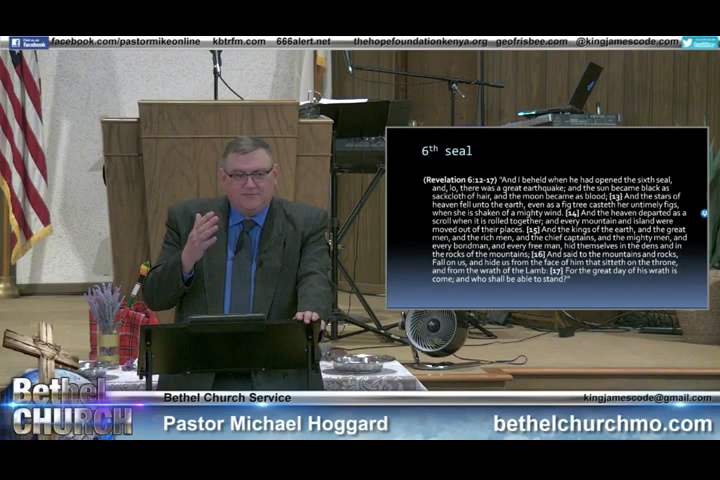 Find us on
facebook
facebook.com/pastormikeonline kbtrfm.com 666alert.net thehopefoundationkenya.org geofrisbee.com @kingjamescode.com
6th seal
(Revelation 6:12-17) "And I beheld when he had opened the sixth seal,
and, lo, there was a great earthquake; and the sun became black as
sackcloth of hair, and the moon became as blood; [13] And the stars of
heaven fell unto the earth, even as a fig tree casteth her untimely figs,
when she is shaken of a mighty wind. [14] And the heaven departed as a
scroll when it is rolled together; and every mountain and island were
moved out of their places. [15] And the kings of the earth, and the great
men, and the rich men, and the chief captains, and the mighty men, and
every bondman, and every free man, hid themselves in the dens and in
the rocks of the mountains; [16] And said to the mountains and rocks,
Fall on us, and hide us from the face of him that sitteth on the throne,
and from the wrath of the Lamb: [17] For the great day of his wrath is
come; and who shall be able to stand?"
Bethel
CHURCH
Bethel Church Service kingjamescode@gmail.com
Pastor Michael Hoggard bethelchurchmo.com